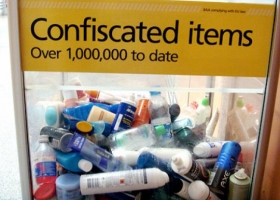 Confiscated items
Over 1,000,000 to date